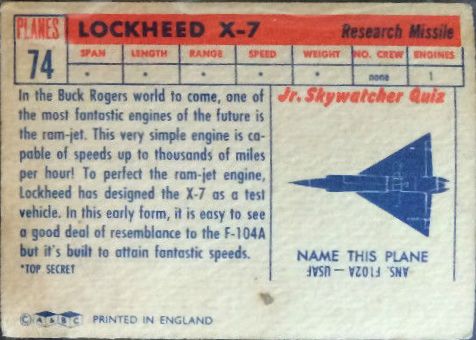 PLANES
LOCKHEED X-7
Research Missile
74
SPAN LENGTH RANGE SPEED WEIGHT NO. CREW ENGINES
* * * * * none 1
In the Buck Rogers world to come, one of
the most fantastic engines of the future is
the ram-jet. This very simple engine is ca-
pable of speeds up to thousands of miles
per hour! To perfect the ram-jet engine,
Lockheed has designed the X-7 as a test
vehicle. In this early form, it is easy to see
a good deal of resemblance to the F-104A
but it's built to attain fantastic speeds.
*TOP SECRET
Jr. Skywatcher Quiz
NAME THIS PLANE
ANS. F102A—USAF
© A & BC PRINTED IN ENGLAND